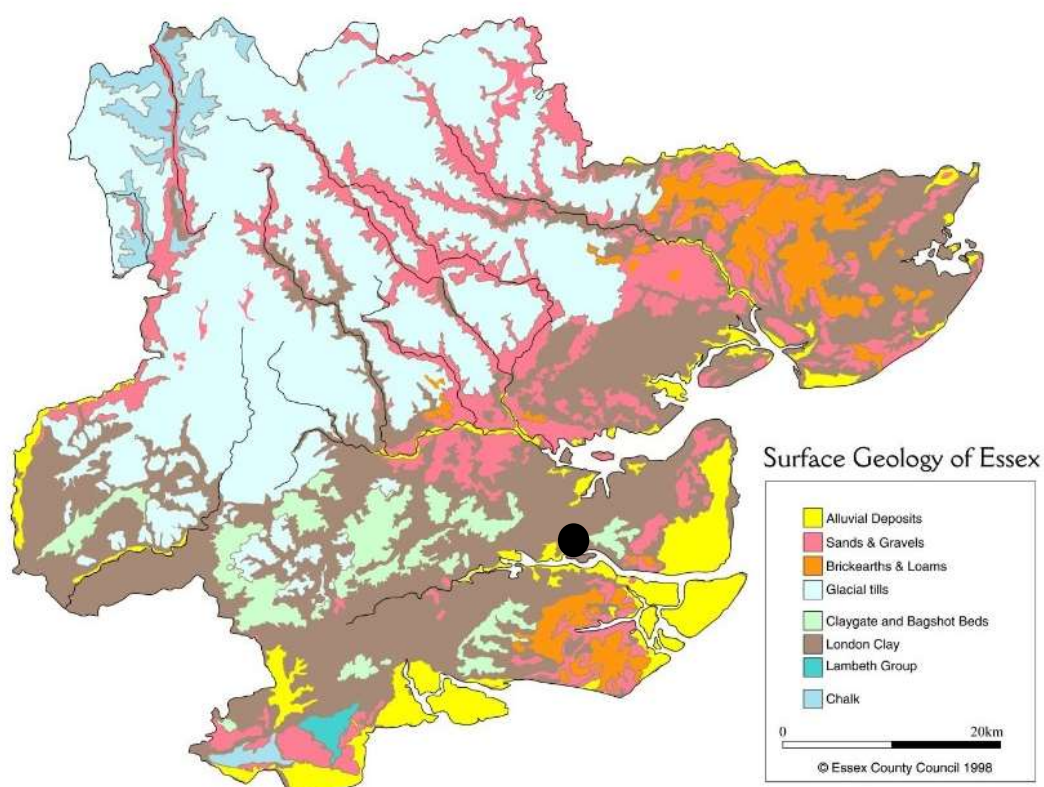 Surface Geology of Essex
Alluvial Deposits
Sands & Gravels
Brickearths & Loams
Glacial tills
Claygate and Bagshot Beds
London Clay
Lambeth Group
Chalk
0 20km
© Essex County Council 1998